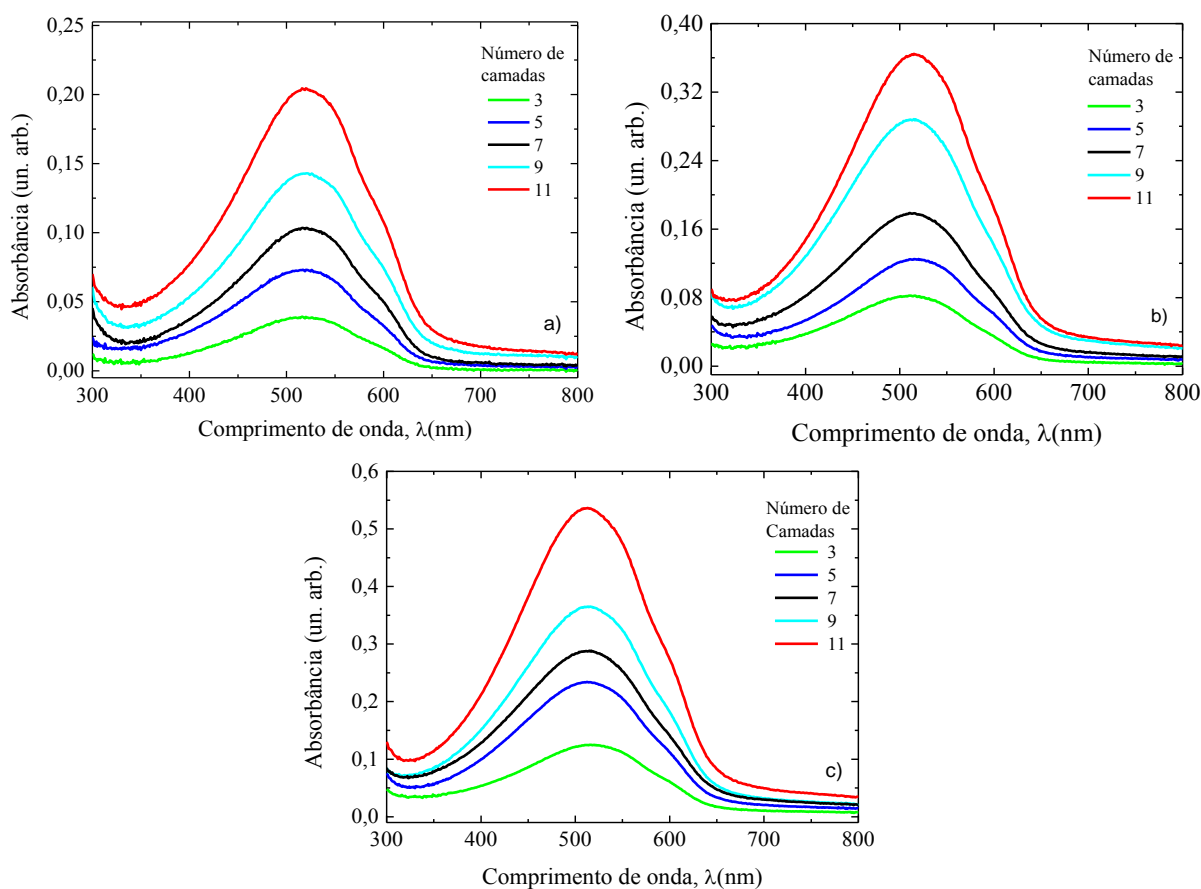 0,25
0,20
0,15
0,10
0,05
0,00
Absorbância (un. arb.)
300 400 500 600 700 800
Comprimento de onda, λ(nm)
Número de
camadas
3
5
7
9
11
a)
0,40
0,36
0,24
0,16
0,08
0,00
Absorbância (un. arb.)
300 400 500 600 700 800
Comprimento de onda, λ(nm)
Número de
camadas
3
5
7
9
11
b)
0,6
0,5
0,4
0,3
0,2
0,1
0,0
Absorbância (un. arb.)
300 400 500 600 700 800
Comprimento de onda, λ(nm)
Número de
Camadas
3
5
7
9
11
c)